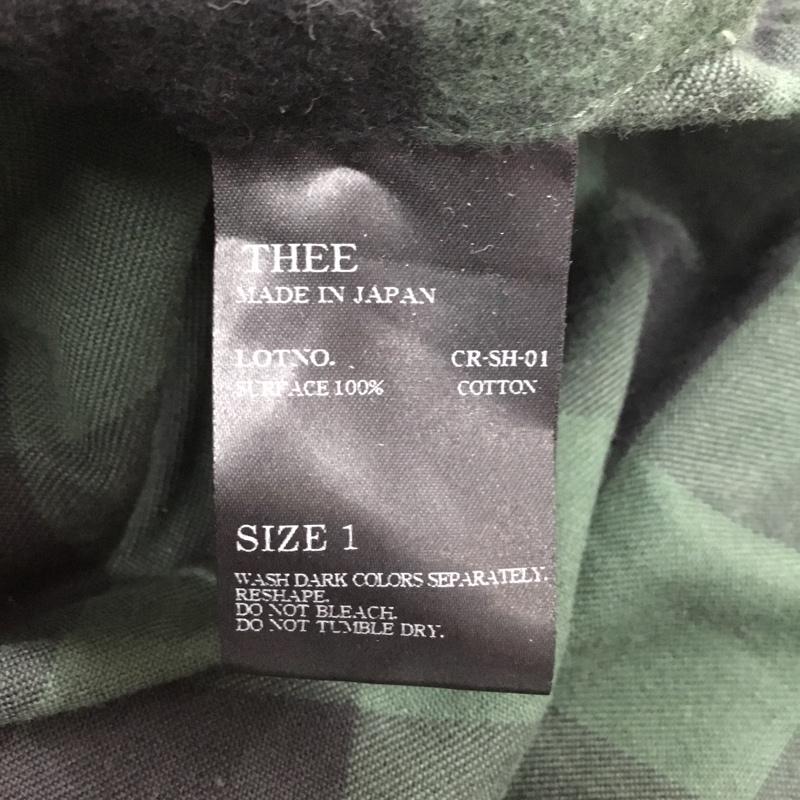 THEE
MADE IN JAPAN
LOTNO. CR-SH-01
SURFACE 100% COTTON
SIZE 1
WASH DARK COLORS SEPARATELY.
RESHAPE.
DO NOT BLEACH.
DO NOT TUMBLE DRY.